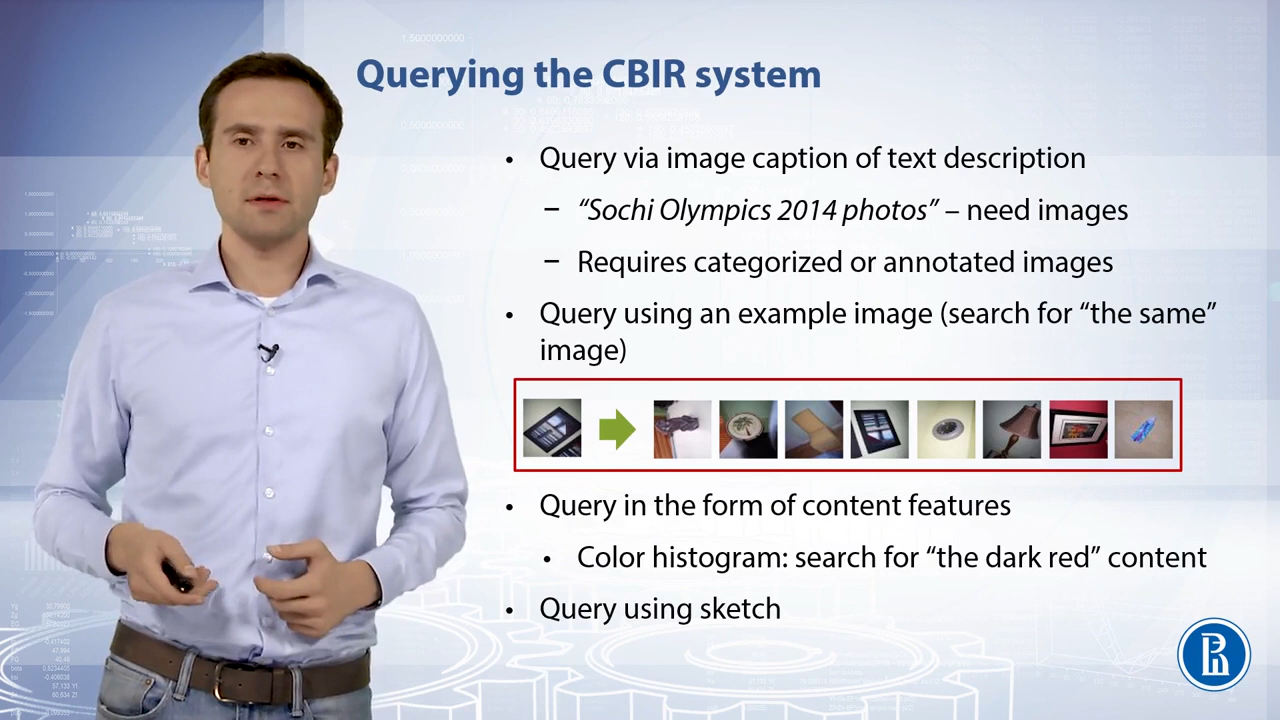 Querying the CBIR system
• Query via image caption of text description
– “Sochi Olympics 2014 photos” – need images
– Requires categorized or annotated images
• Query using an example image (search for “the same”
image)
• Query in the form of content features
• Color histogram: search for “the dark red” content
• Query using sketch